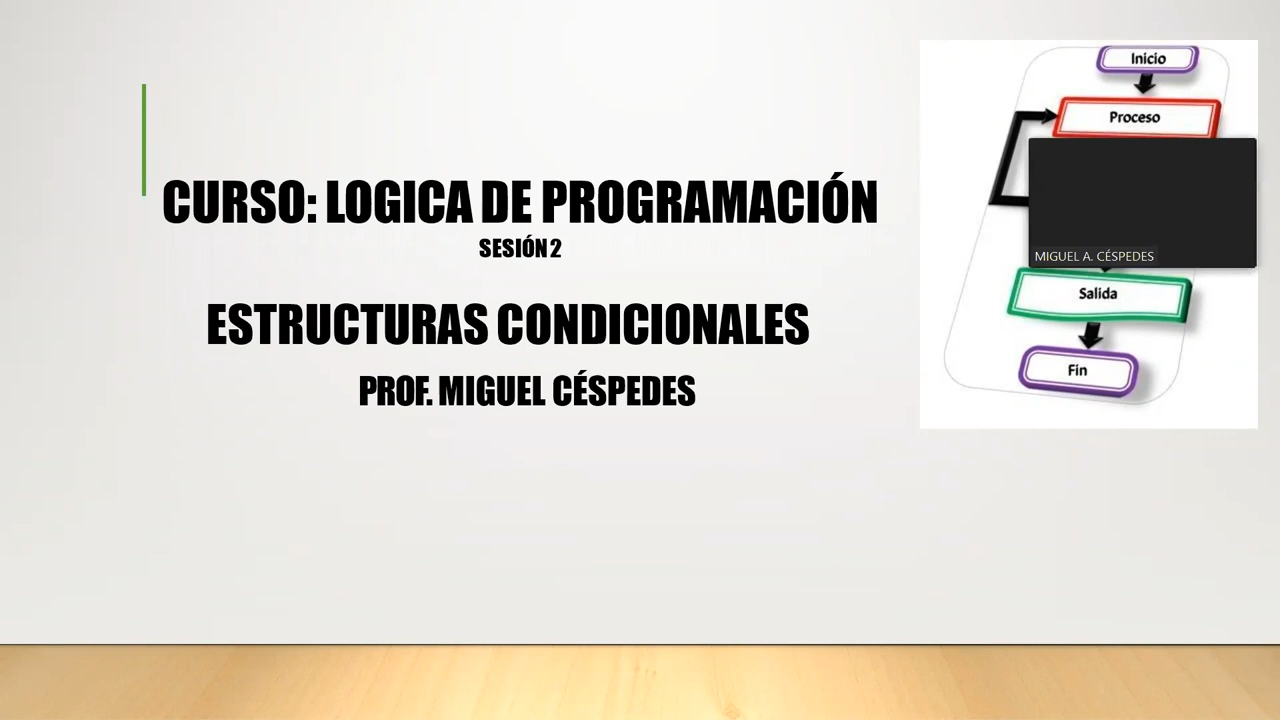 CURSO: LOGICA DE PROGRAMACIÓN
SESIÓN 2
ESTRUCTURAS CONDICIONALES
PROF. MIGUEL CÉSPEDES
Inicio
Proceso
MIGUEL A. CÉSPEDES
Salida
Fin